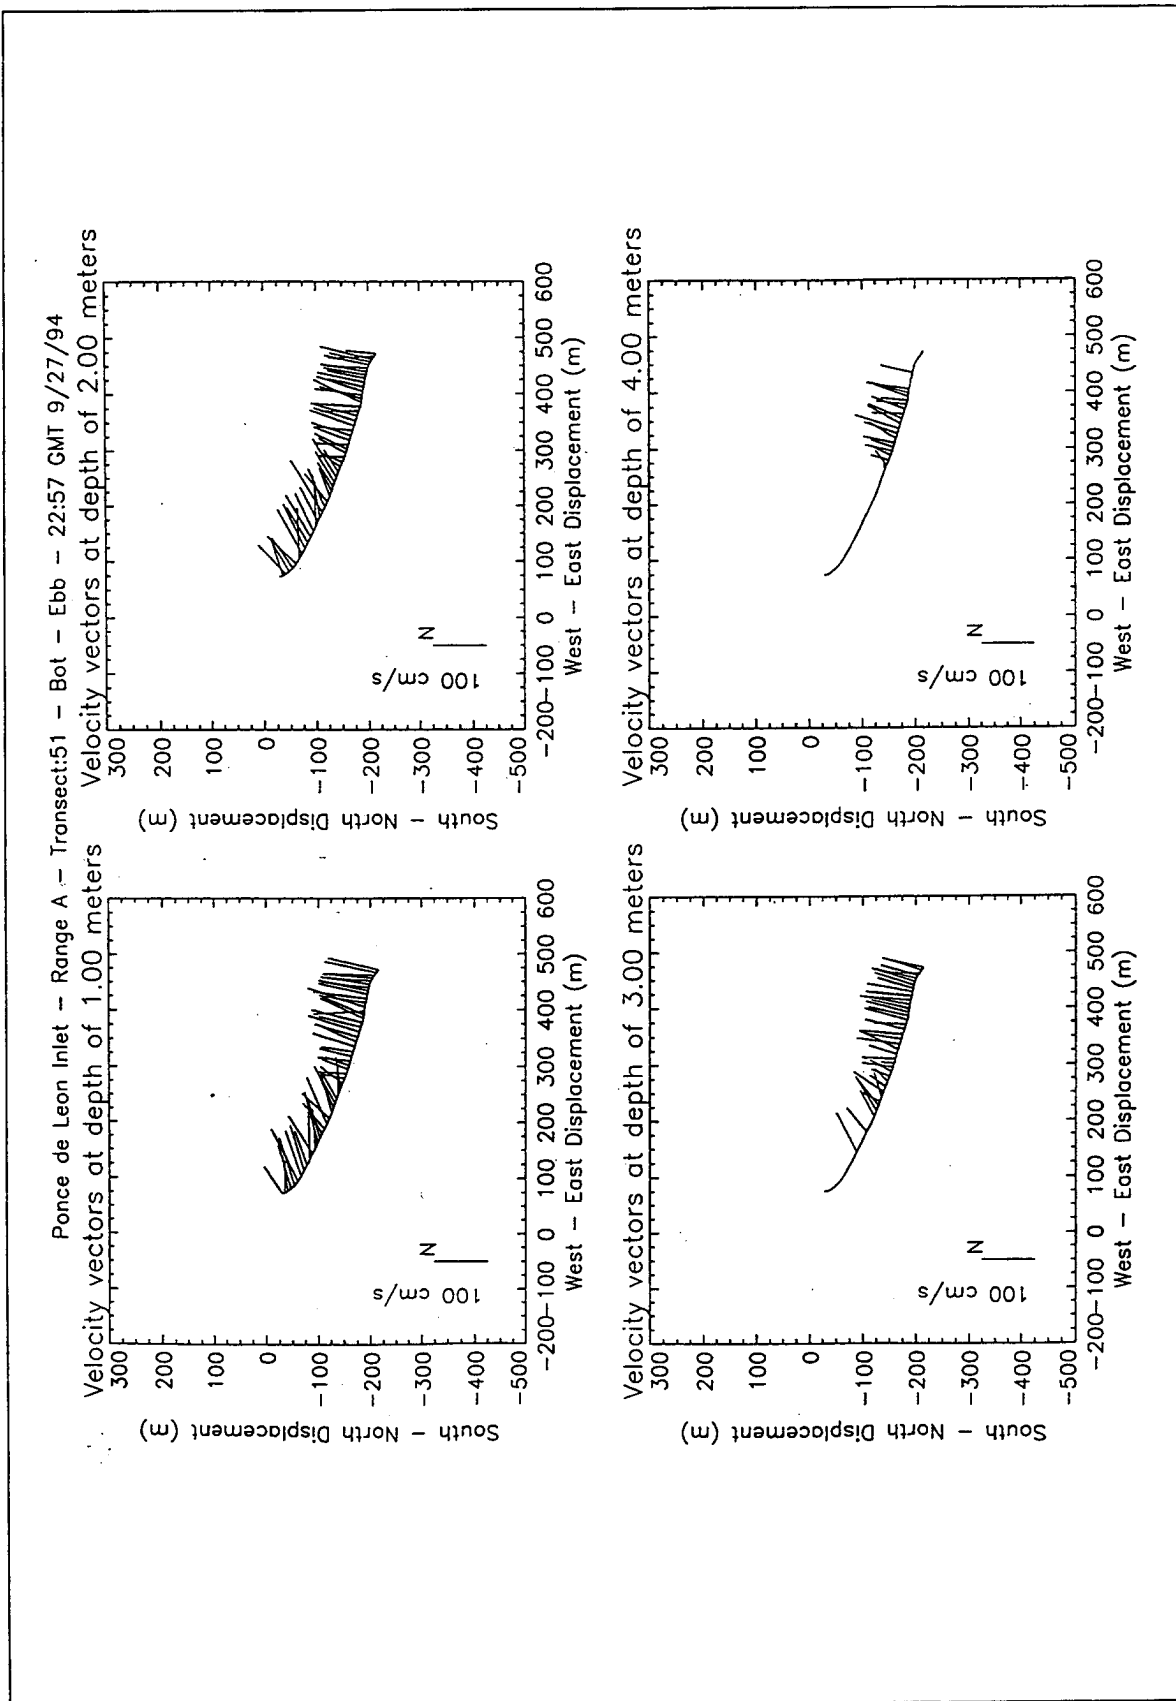 Ponce de Leon Inlet – Range A – Transect:51 – Bot – Ebb – 22:57 GMT 9/27/94
Velocity vectors at depth of 1.00 meters
300
200
100
0
-100
-200
-300
-400
-500
South – North Displacement (m)
N
100 cm/s
-200-100 0 100 200 300 400 500 600
West – East Displacement (m)
Velocity vectors at depth of 2.00 meters
300
200
100
0
-100
-200
-300
-400
-500
South – North Displacement (m)
N
100 cm/s
-200-100 0 100 200 300 400 500 600
West – East Displacement (m)
Velocity vectors at depth of 3.00 meters
300
200
100
0
-100
-200
-300
-400
-500
South – North Displacement (m)
N
100 cm/s
-200-100 0 100 200 300 400 500 600
West – East Displacement (m)
Velocity vectors at depth of 4.00 meters
300
200
100
0
-100
-200
-300
-400
-500
South – North Displacement (m)
N
100 cm/s
-200-100 0 100 200 300 400 500 600
West – East Displacement (m)